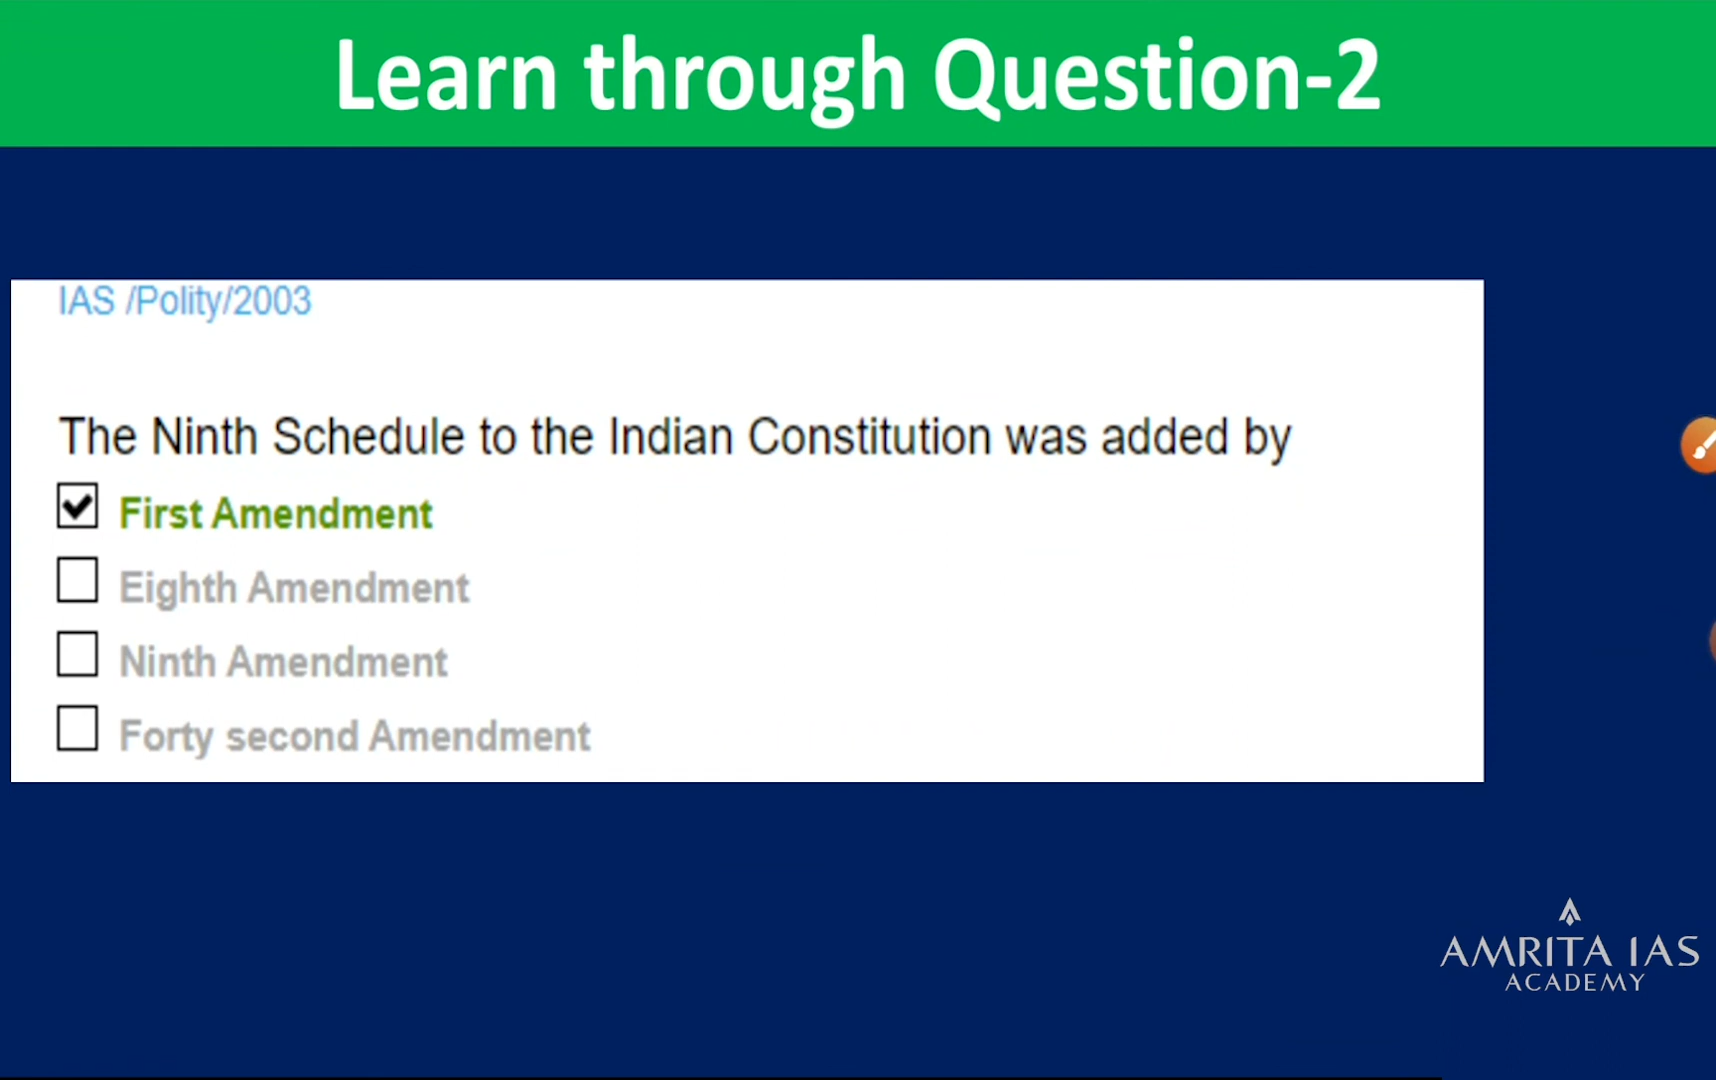 Learn through Question-2
IAS /Polity/2003
The Ninth Schedule to the Indian Constitution was added by
First Amendment
Eighth Amendment
Ninth Amendment
Forty second Amendment
AMRITA IAS
ACADEMY